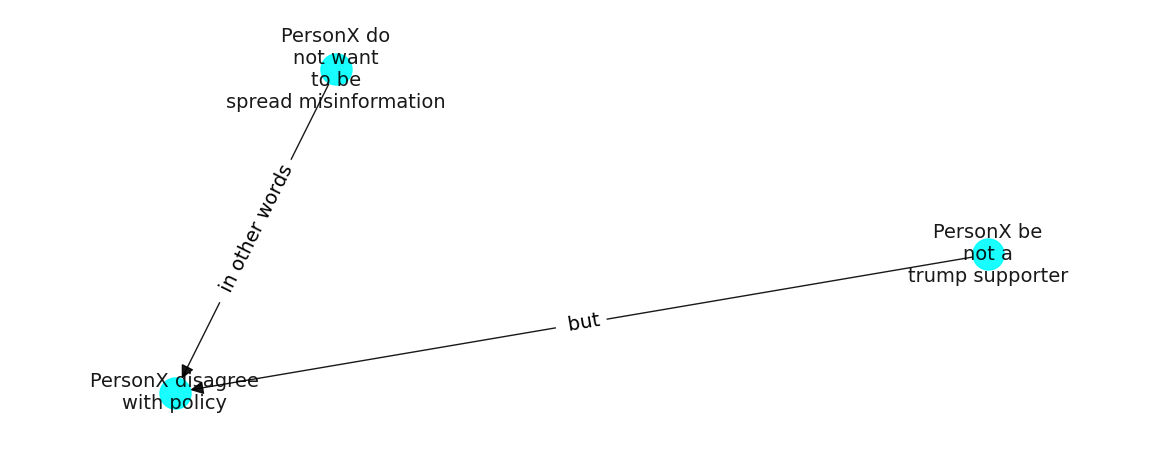 PersonX do
not want
to be
spread misinformation
in other words
PersonX be
not a
trump supporter
but
PersonX disagree
with policy